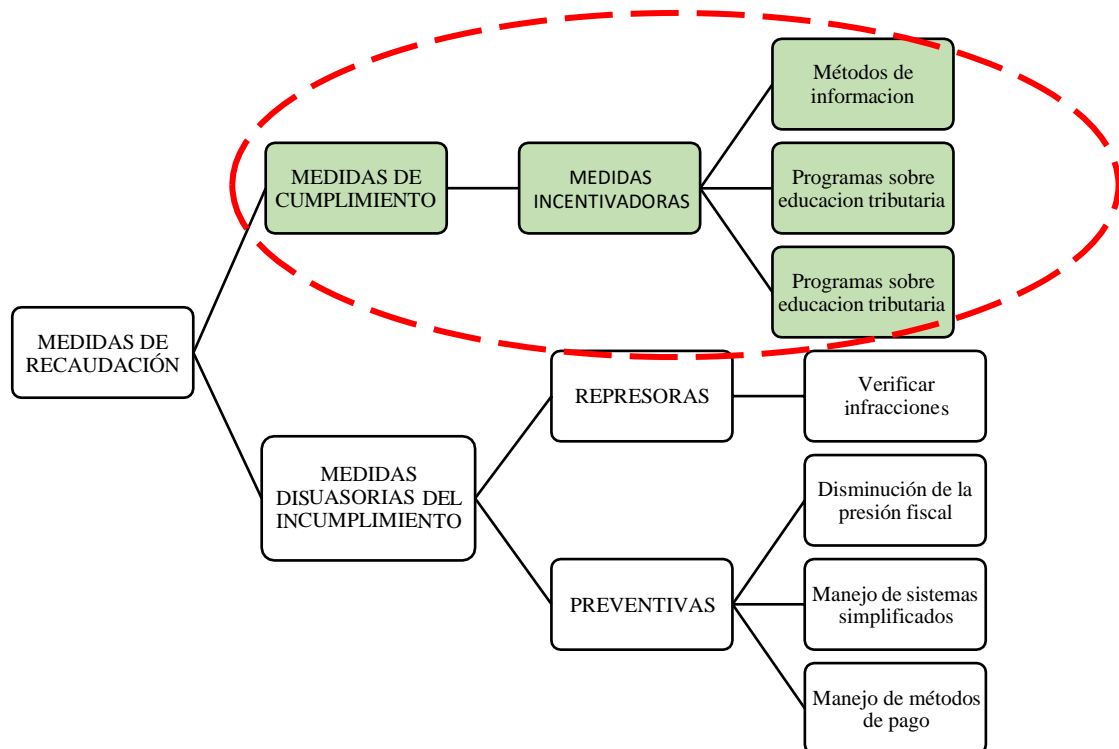 Métodos de
informacion
MEDIDAS DE
CUMPLIMIENTO
MEDIDAS
INCENTIVADORAS
Programas sobre
educacion tributaria
Programas sobre
educacion tributaria
MEDIDAS DE
RECAUDACIÓN
REPRESORAS
Verificar
infracciones
MEDIDAS
DISUASORIAS DEL
INCUMPLIMIENTO
Disminución de la
presión fiscal
PREVENTIVAS
Manejo de sistemas
simplificados
Manejo de métodos
de pago